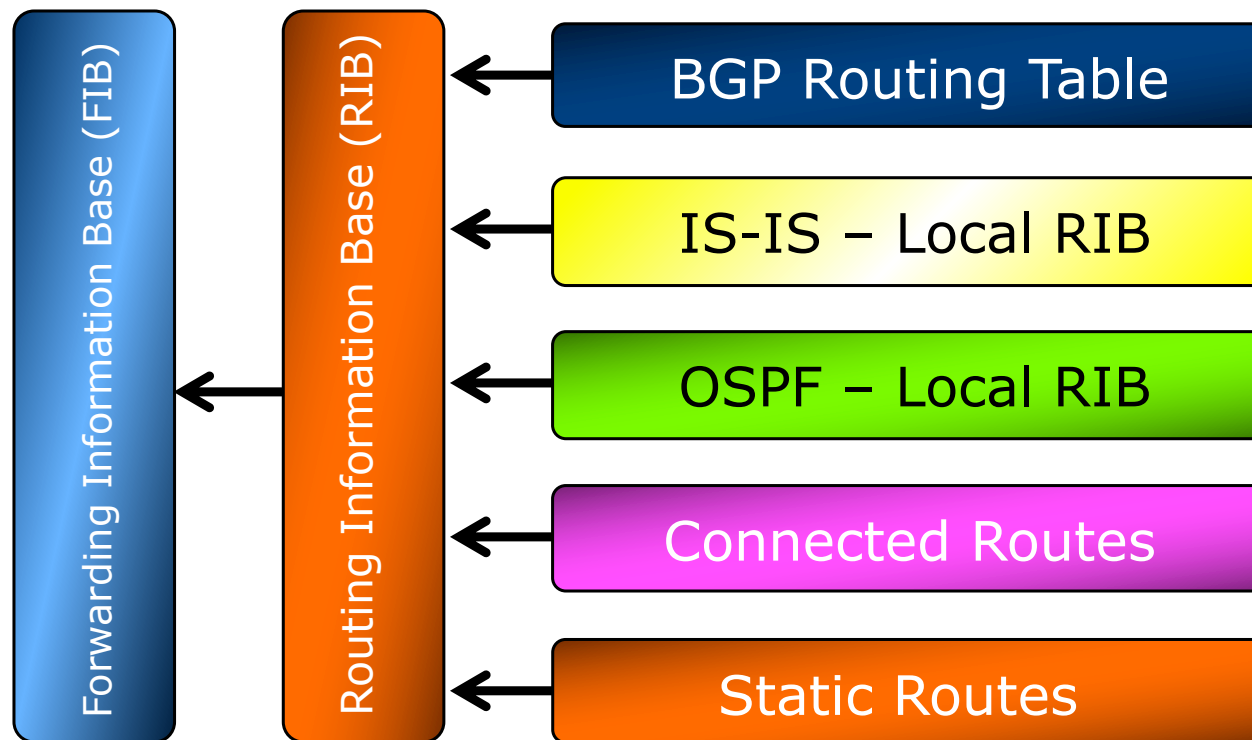 Forwarding Information Base (FIB)
Routing Information Base (RIB)
BGP Routing Table
IS-IS – Local RIB
OSPF – Local RIB
Connected Routes
Static Routes